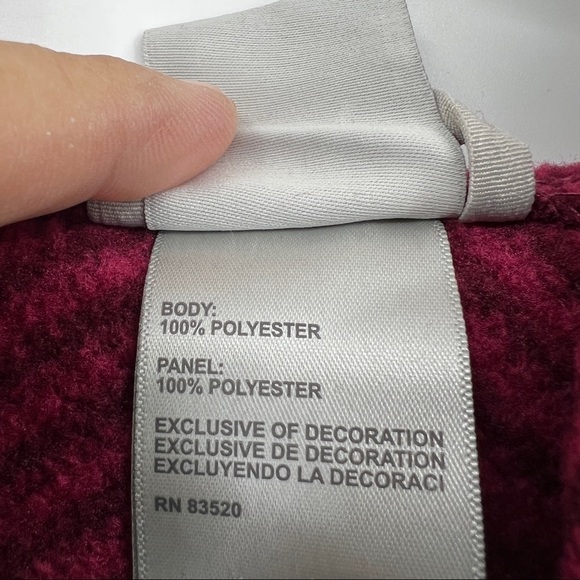 BODY:
100% POLYESTER
PANEL:
100% POLYESTER
EXCLUSIVE OF DECORATION
EXCLUSIVE DE DECORATION
EXCLUYENDO LA DECORACI
RN 83520